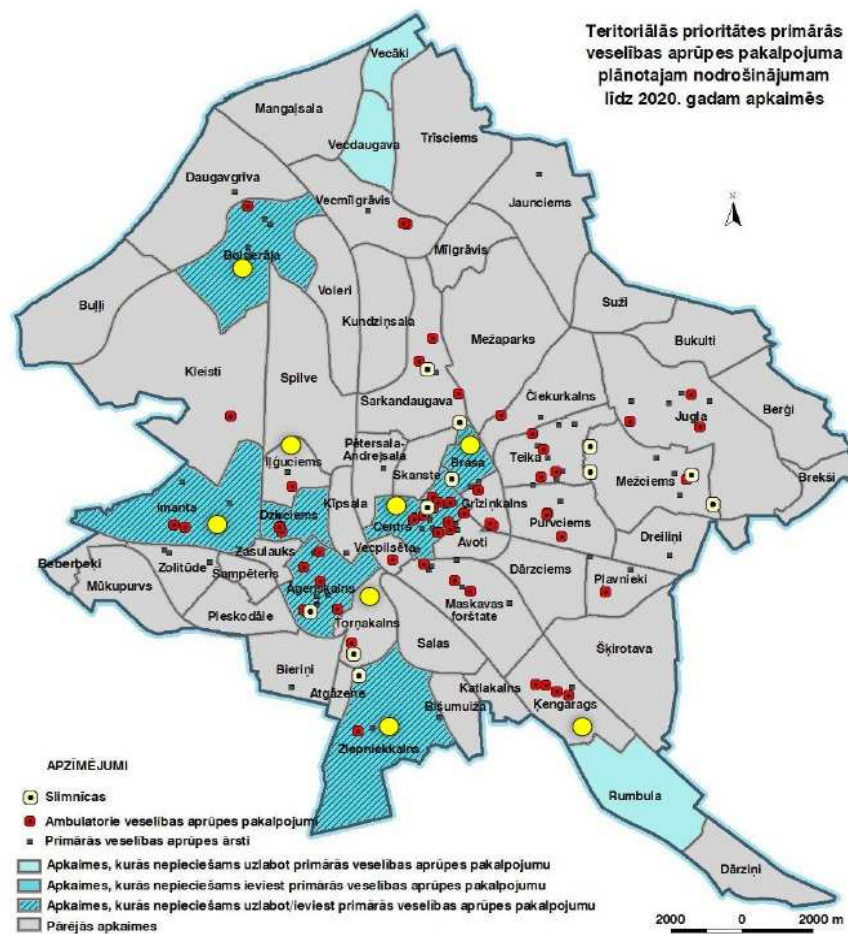 Teritoriālās prioritātes primārās
veselības aprūpes pakalpojuma
plānotajam nodrošinājumam
līdz 2020. gadam apkaimēs
Vecāķi
Mangaļsala
Vecdaugava
Trīsciems
Daugavgrīva
Vecmīlgrāvis
Jaunciems
N
Mīlgrāvis
Bolderāja
Voleri
Buļļi
Kundziņsala
Suži
Mežaparks
Bukulti
Kleisti
Spilve
Čiekurkalns
Sarkandaugava
Jugla
Berģi
Pētersala-
Andrejsala
Brasa
Teika
Iļģuciems
Skanste
Mežciems
Brekši
Imanta
Dzirciems
Ķīpsala
Centrs
Grīziņkalns
Purvciems
Zasulauks
Vecpilsēta
Avoti
Dreiliņi
Beberbeķi
Zolitūde
Mūkupurvs
Šampēteris
Āgenskalns
Dārzciems
Pļavnieki
Pleskodāle
Torņakalns
Maskavas
forštate
Salas
Šķirotava
Bieriņi
Atgāzene
Katlakalns
Ķengarags
Bišumuiža
Ziepniekkalns
Rumbula
Dārziņi
APZĪMĒJUMI
Slimnīcas
Ambulatorie veselības aprūpes pakalpojumi
Primārās veselības aprūpes ārsti
Apkaimes, kurās nepieciešams uzlabot primārās veselības aprūpes pakalpojumu
Apkaimes, kurās nepieciešams ieviest primārās veselības aprūpes pakalpojumu
Apkaimes, kurās nepieciešams uzlabot/ieviest primārās veselības aprūpes pakalpojumu
Pārējās apkaimes
2000 0 2000 m